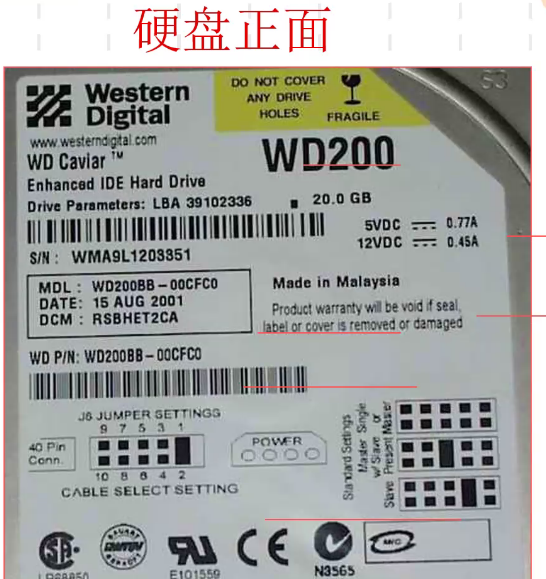 硬盘正面
S3
Western
Digital
DO NOT COVER
ANY DRIVE
HOLES
FRAGILE
www.westerndigital.com
WD Caviar ™
WD200
Enhanced IDE Hard Drive
Drive Parameters: LBA 39102336 ■ 20.0 GB
5VDC 0.77A
12VDC 0.45A
S/N: WMA9L1203351
MDL: WD200BB-00CFC0
DATE: 15 AUG 2001
DCM: RSBHET2CA
Made in Malaysia
Product warranty will be void if seal,
label or cover is removed or damaged
WD P/N: WD200BB-00CFC0
J8 JUMPER SETTINGS
9 7 5 3 1
40 Pin
Conn.
10 8 6 4 2
CABLE SELECT SETTING
POWER
Standard Settings
Master Single
or
w/ Slave
Slave Present Master
E101559
CE
N3565